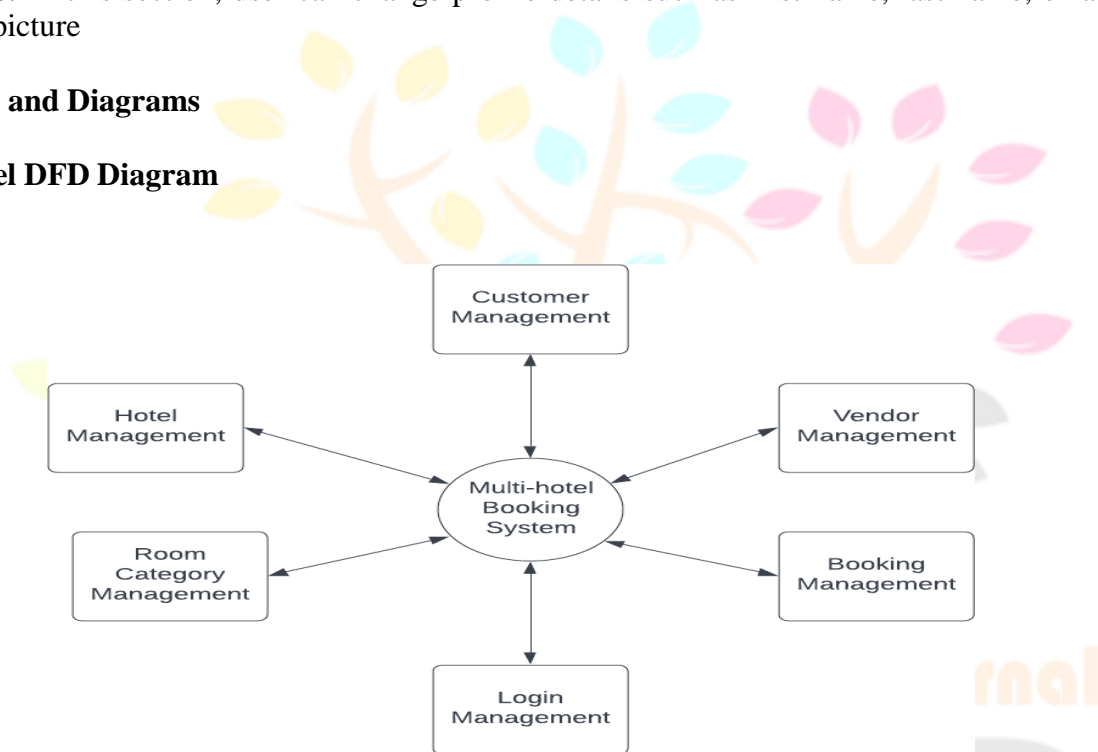 picture
and Diagrams
el DFD Diagram
Customer
Management
Hotel
Management
Vendor
Management
Multi-hotel
Booking
System
Room
Category
Management
Booking
Management
Login
Management
rnal